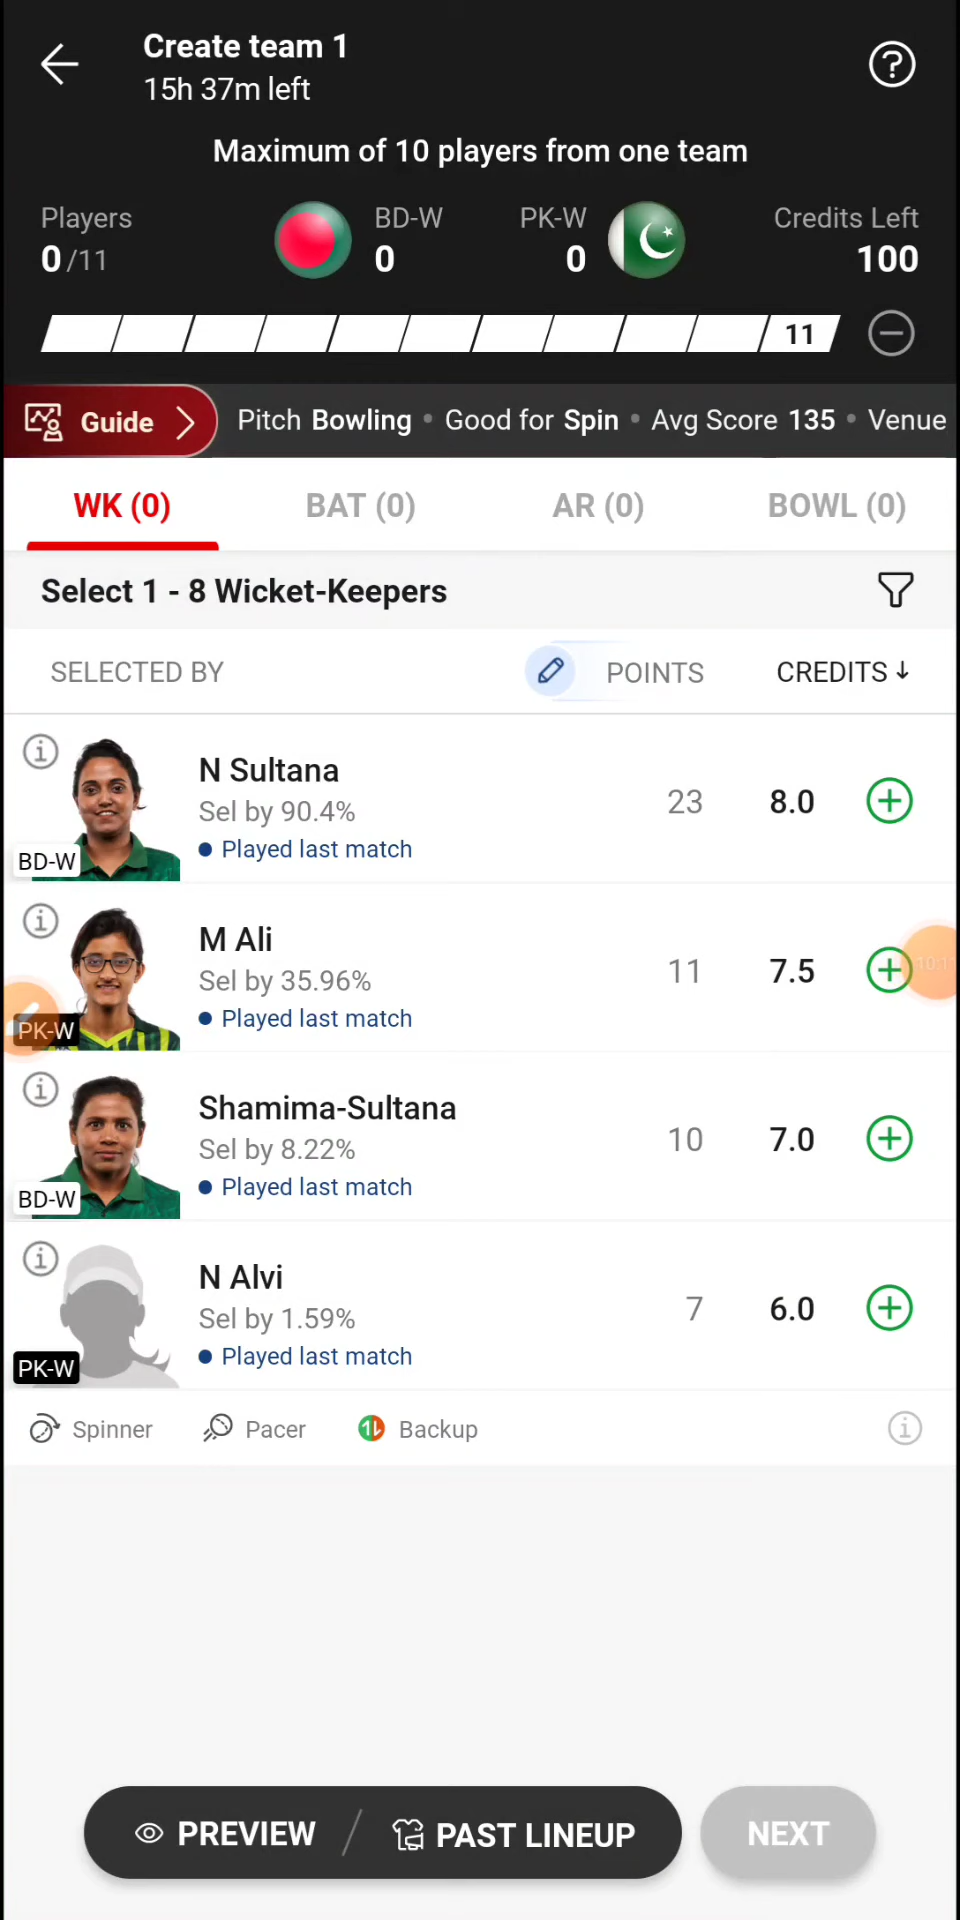 Create team 1
15h 37m left
Maximum of 10 players from one team
Players BD-W PK-W Credits Left
0/11 0 0 100
11
Guide Pitch Bowling • Good for Spin • Avg Score 135 • Venue
WK (0) BAT (0) AR (0) BOWL (0)
Select 1 - 8 Wicket-Keepers
SELECTED BY POINTS CREDITS↓
N Sultana
Sel by 90.4% 23 8.0
Played last match
BD-W
M Ali
Sel by 35.96% 11 7.5
Played last match
PK-W
Shamima-Sultana
Sel by 8.22% 10 7.0
Played last match
BD-W
N Alvi
Sel by 1.59% 7 6.0
Played last match
PK-W
Spinner Pacer Backup
PREVIEW / PAST LINEUP NEXT